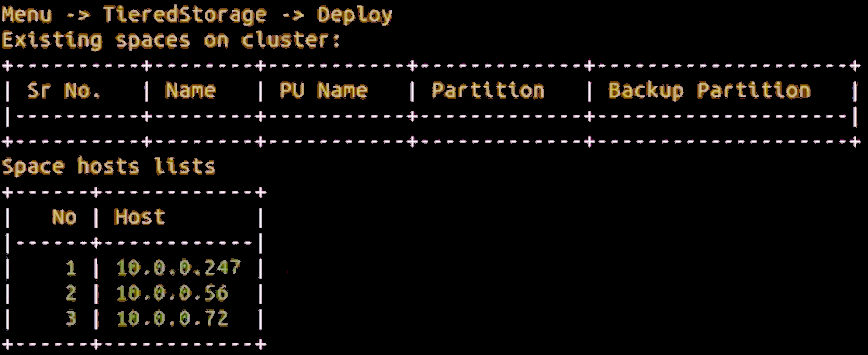 Menu -> TieredStorage -> Deploy
Existing spaces on cluster:
+----------+--------+-----------+-------------+--------------------+
| Sr No. | Name | PU Name | Partition | Backup Partition |
|----------+--------+-----------+-------------+--------------------|
+----------+--------+-----------+-------------+--------------------+
Space hosts lists
+------+------------+
| No | Host |
|------+------------|
| 1 | 10.0.0.247 |
| 2 | 10.0.0.56 |
| 3 | 10.0.0.72 |
+------+------------+